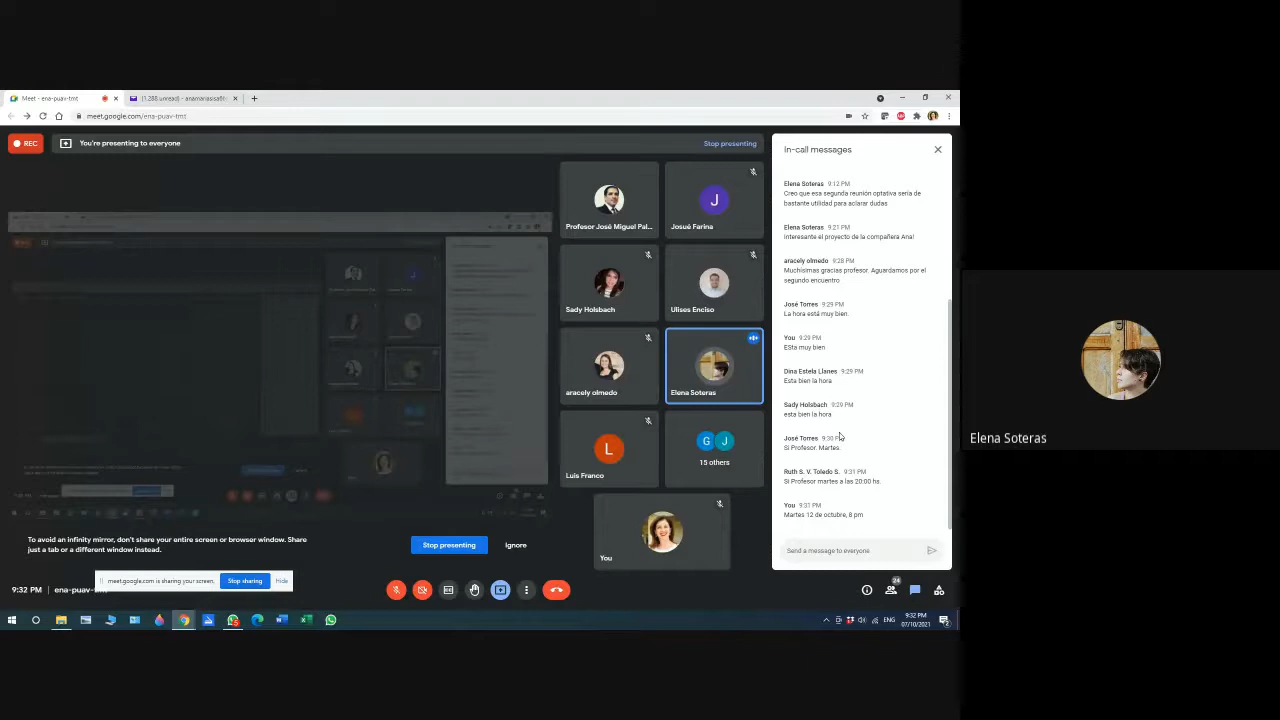 Meet - ena-puav-tmt
meet.google.com/ena-puav-tmt
REC
You're presenting to everyone
Stop presenting
Profesor José Miguel Pal...
J
Josué Farina
Sady Holsbach
Ulises Enciso
aracely olmedo
Elena Soteras
L
Luis Franco
G J
15 others
You
In-call messages
Elena Soteras 9:12 PM
Creo que esa segunda reunión optativa sería de
bastante utilidad para aclarar dudas
Elena Soteras 9:21 PM
Interesante el proyecto de la compañera Ana!
aracely olmedo 9:28 PM
Muchísimas gracias profesor. Aguardamos por el
segundo encuentro
José Torres 9:29 PM
La hora está muy bien.
You 9:29 PM
ESta muy bien
Dina Estela Llanes 9:29 PM
Esta bien la hora
Sady Holsbach 9:29 PM
esta bien la hora
José Torres 9:30 PM
Si Profesor. Martes.
Ruth S. V. Toledo S. 9:31 PM
Si Profesor martes a las 20:00 hs.
You 9:31 PM
Martes 12 de octubre, 8 pm
Send a message to everyone
To avoid an infinity mirror, don't share your entire screen or browser window. Share
just a tab or a different window instead.
Stop presenting
Ignore
meet.google.com is sharing your screen.
Stop sharing
Hide
9:32 PM
24
ENG
9:32 PM
07/10/2021
Elena Soteras